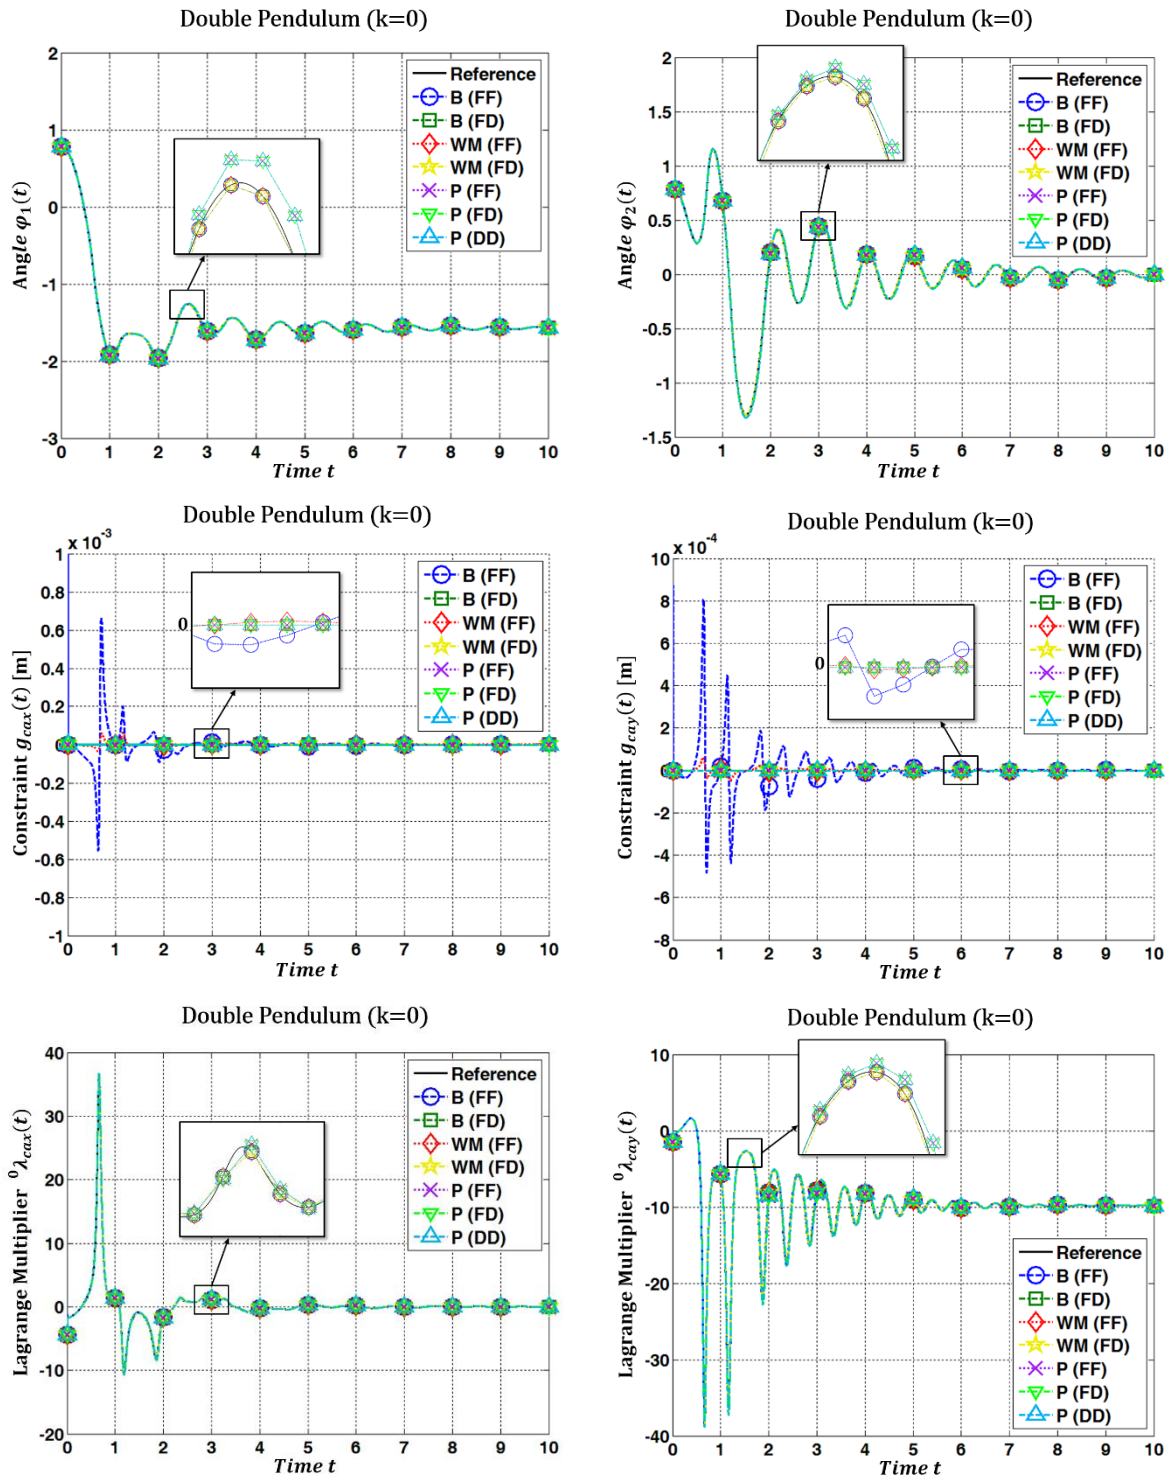 Double Pendulum (k=0)
2
1
0
-1
-2
-3
Angle φ₁(t)
0 1 2 3 4 5 6 7 8 9 10
Time t
Reference
B (FF)
B (FD)
WM (FF)
WM (FD)
P (FF)
P (FD)
P (DD)
Double Pendulum (k=0)
2
1.5
1
0.5
0
-0.5
-1
-1.5
Angle φ₂(t)
0 1 2 3 4 5 6 7 8 9 10
Time t
Reference
B (FF)
B (FD)
WM (FF)
WM (FD)
P (FF)
P (FD)
P (DD)
Double Pendulum (k=0)
x 10⁻³
1
0.8
0.6
0.4
0.2
0
-0.2
-0.4
-0.6
-0.8
-1
Constraint g_cax(t) [m]
0 1 2 3 4 5 6 7 8 9 10
Time t
0
B (FF)
B (FD)
WM (FF)
WM (FD)
P (FF)
P (FD)
P (DD)
Double Pendulum (k=0)
x 10⁻⁴
10
8
6
4
2
0
-2
-4
-6
-8
Constraint g_cay(t) [m]
0 1 2 3 4 5 6 7 8 9 10
Time t
0
B (FF)
B (FD)
WM (FF)
WM (FD)
P (FF)
P (FD)
P (DD)
Double Pendulum (k=0)
40
30
20
10
0
-10
-20
Lagrange Multiplier ⁰λ_cax(t)
0 1 2 3 4 5 6 7 8 9 10
Time t
Reference
B (FF)
B (FD)
WM (FF)
WM (FD)
P (FF)
P (FD)
P (DD)
Double Pendulum (k=0)
10
0
-10
-20
-30
-40
Lagrange Multiplier ⁰λ_cay(t)
0 1 2 3 4 5 6 7 8 9 10
Time t
Reference
B (FF)
B (FD)
WM (FF)
WM (FD)
P (FF)
P (FD)
P (DD)